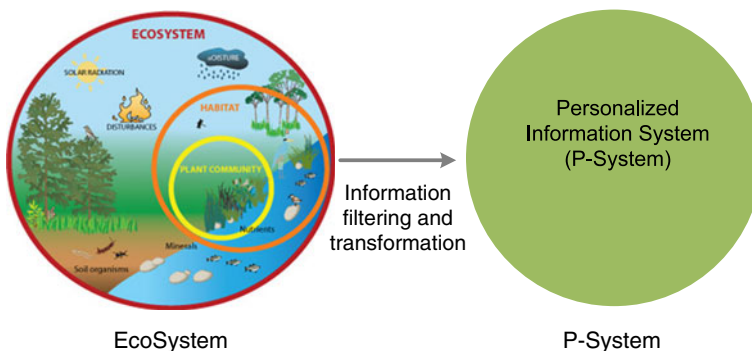 ECOSYSTEM
MOISTURE
SOLAR RADIATION
HABITAT
DISTURBANCES
PLANT COMMUNITY
Nutrients
Minerals
Soil organisms
EcoSystem
Information
filtering and
transformation
Personalized
Information System
(P-System)
P-System